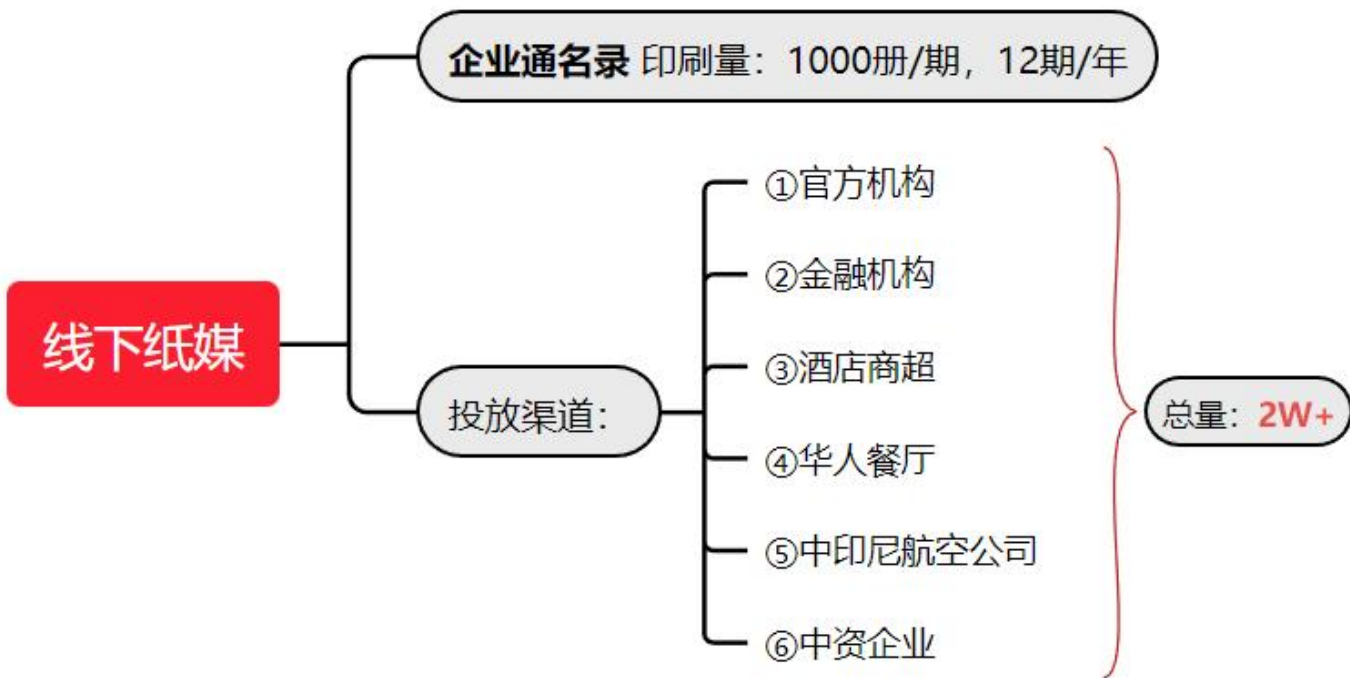 线下纸媒
企业通名录 印刷量：1000册/期，12期/年
投放渠道：
①官方机构
②金融机构
③酒店商超
④华人餐厅
⑤中印尼航空公司
⑥中资企业
总量：2W+